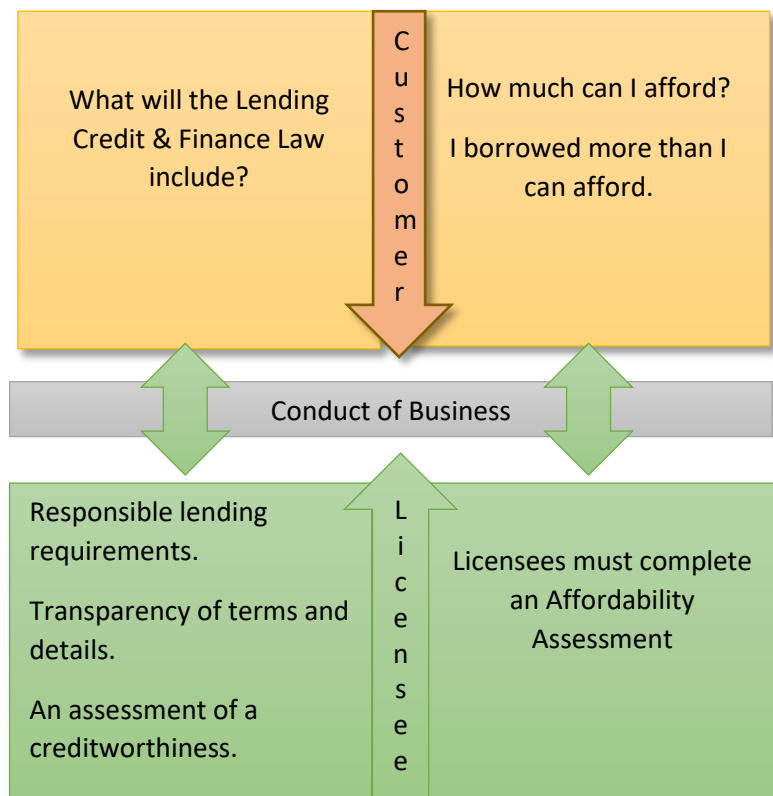 What will the Lending
Credit & Finance Law
include?
Customer
How much can I afford?
I borrowed more than I
can afford.
Conduct of Business
Responsible lending
requirements.
Transparency of terms and
details.
An assessment of a
creditworthiness.
Licensee
Licensees must complete
an Affordability
Assessment